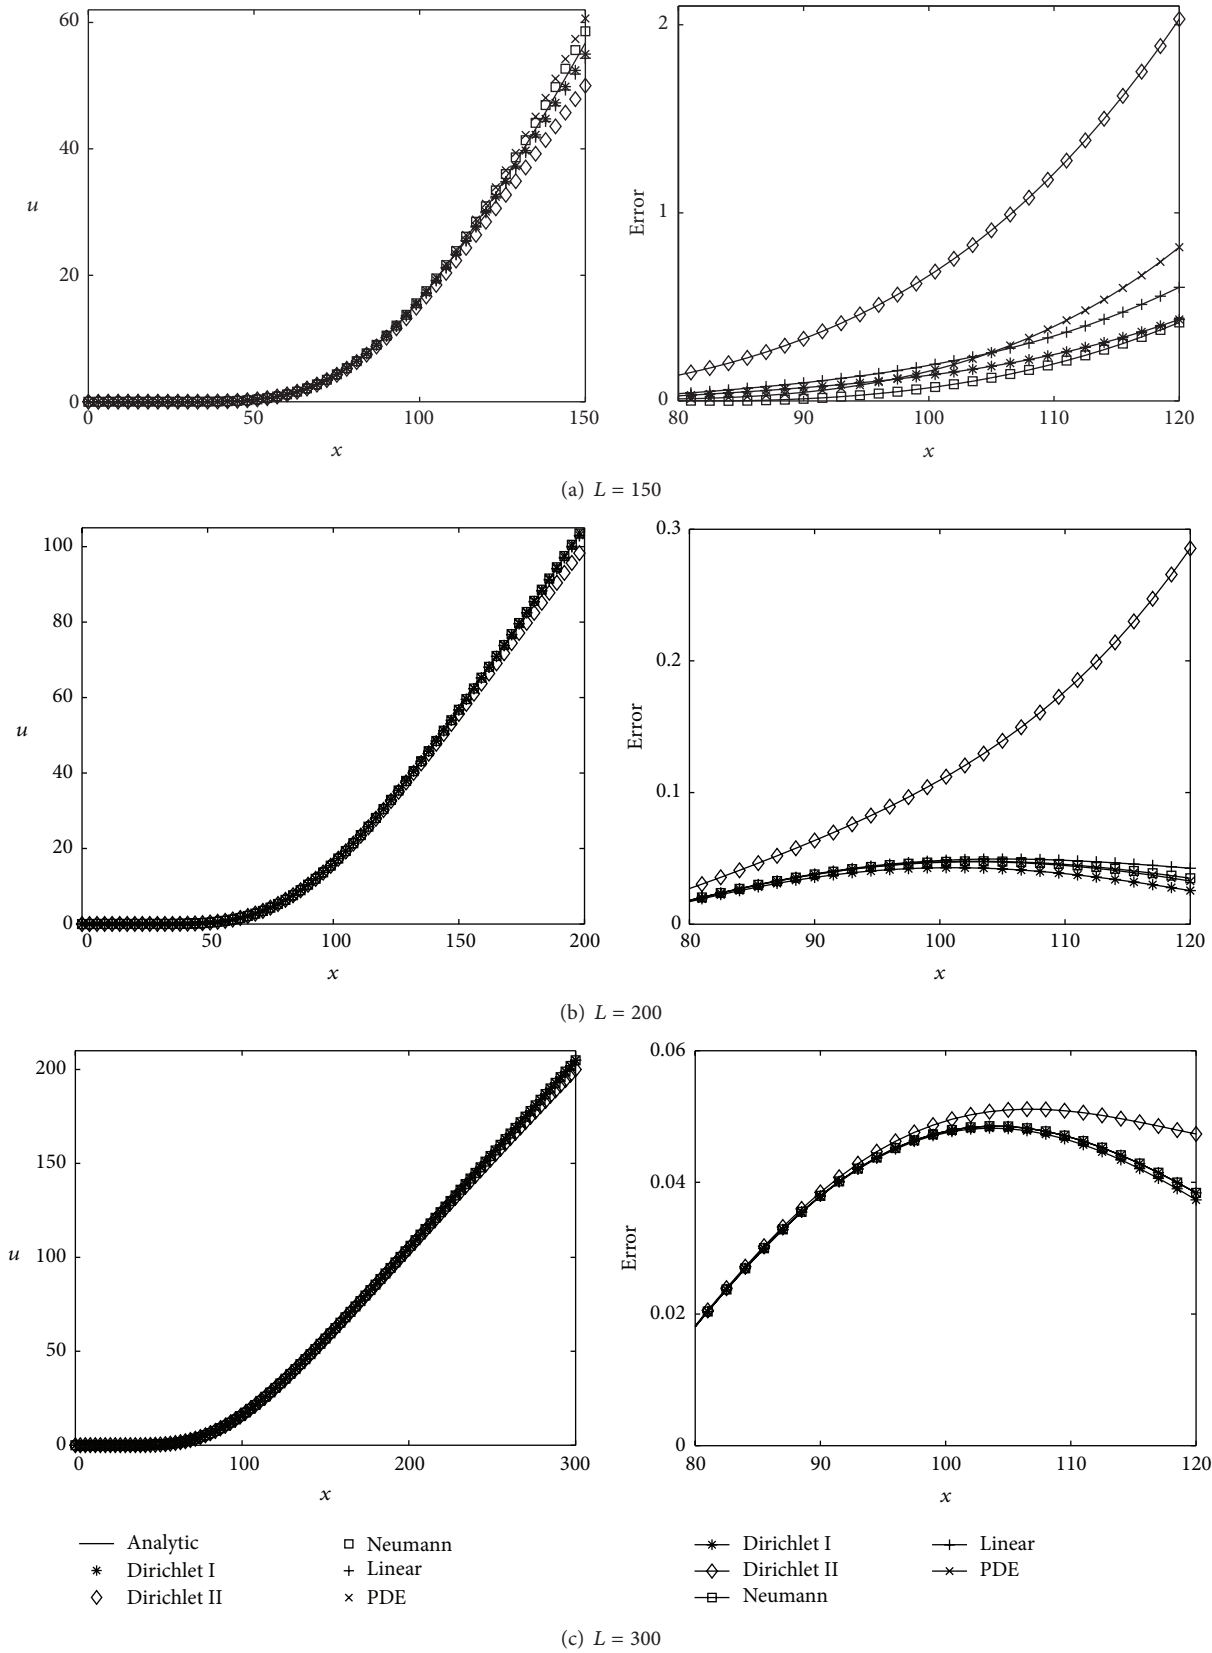 60
40
u
20
0
50
100
150
x
2
Error
1
0
80
90
100
110
120
x
(a) L = 150
100
80
60
u
40
20
0
0
50
100
150
200
x
0.3
0.2
Error
0.1
0
80
90
100
110
120
x
(b) L = 200
200
150
u
100
50
0
0
100
200
300
x
0.06
0.04
Error
0.02
0
80
90
100
110
120
x
Analytic
Dirichlet I
Dirichlet II
Neumann
Linear
PDE
Dirichlet I
Dirichlet II
Neumann
Linear
PDE
(c) L = 300